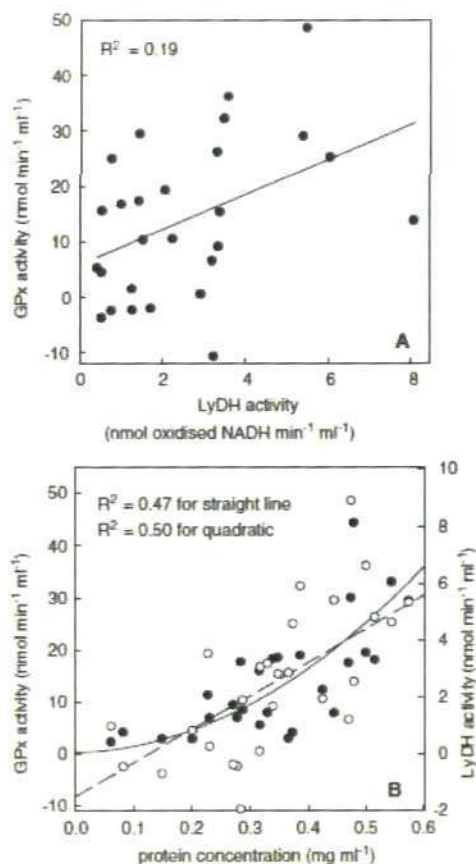 R² = 0.19
50
40
30
20
10
0
-10
GPx activity (nmol min⁻¹ ml⁻¹)
0 2 4 6 8
A
LyDH activity
(nmol oxidised NADH min⁻¹ ml⁻¹)
R² = 0.47 for straight line
R² = 0.50 for quadratic
50
40
30
20
10
0
-10
GPx activity (nmol min⁻¹ ml⁻¹)
10
8
6
4
2
0
-2
LyDH activity (nmol min⁻¹ ml⁻¹)
B
0.0 0.1 0.2 0.3 0.4 0.5 0.6
protein concentration (mg ml⁻¹)